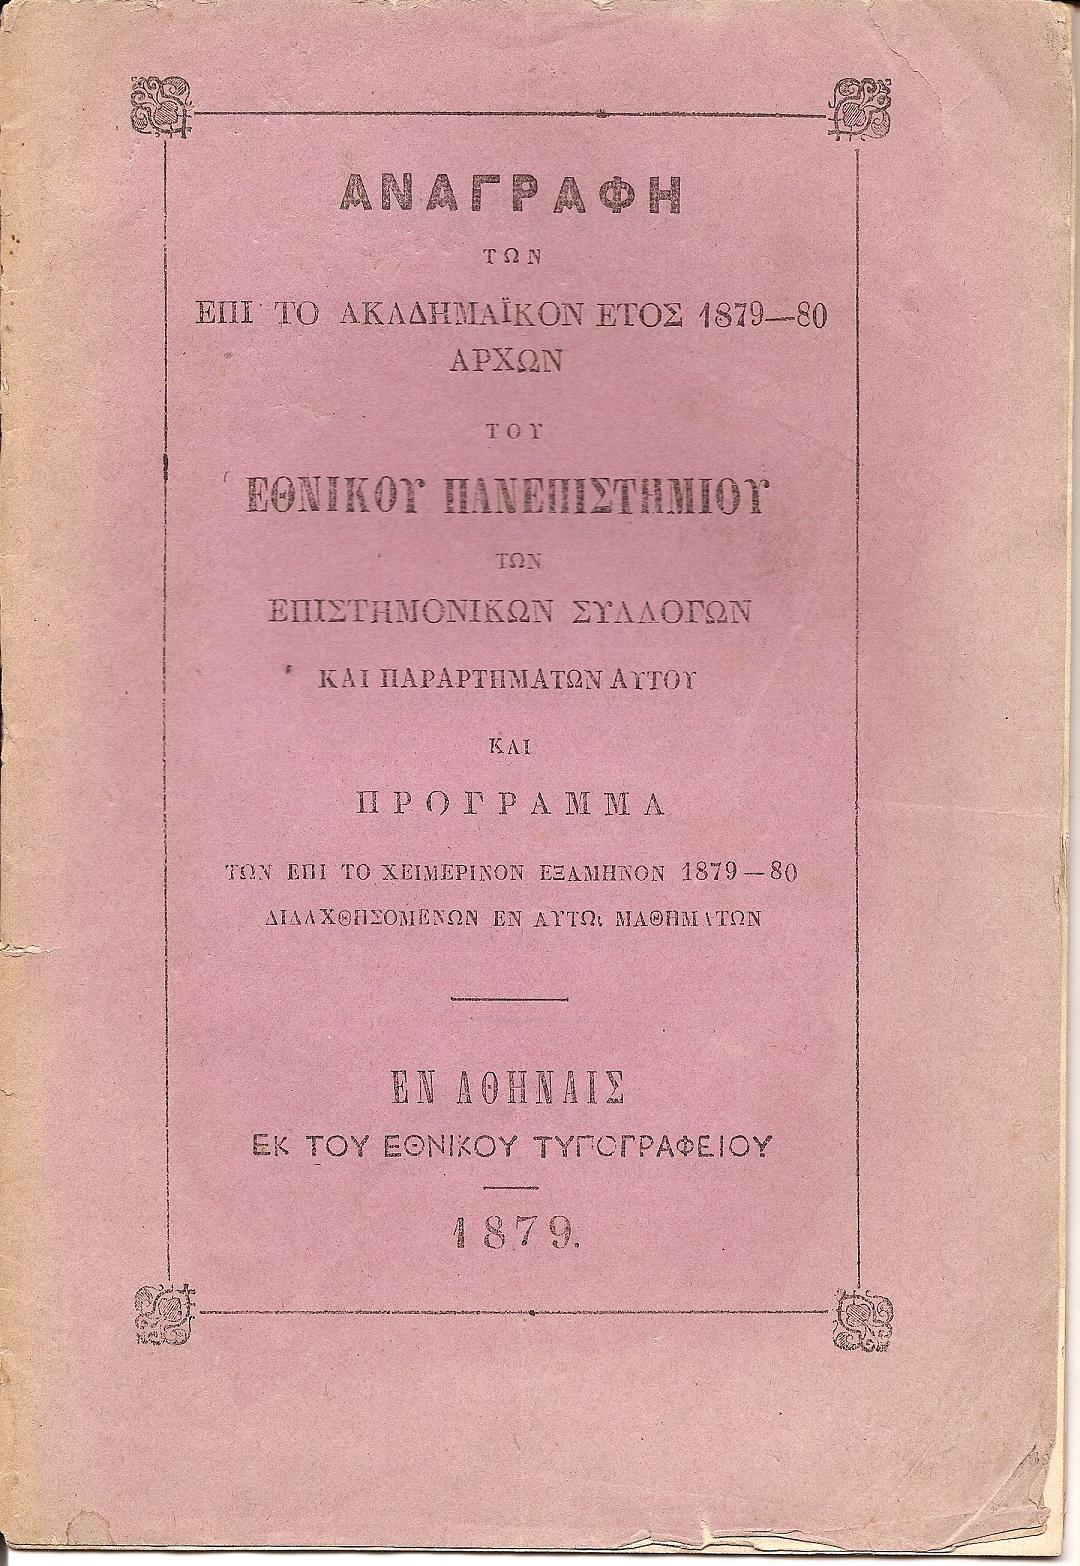 ΑΝΑΓΡΑΦΗ
ΤΩΝ
ΕΠΙ ΤΟ ΑΚΑΔΗΜΑΪΚΟΝ ΕΤΟΣ 1879—80
ΑΡΧΩΝ
ΤΟΥ
ΕΘΝΙΚΟΥ ΠΑΝΕΠΙΣΤΗΜΙΟΥ
ΤΩΝ
ΕΠΙΣΤΗΜΟΝΙΚΩΝ ΣΥΛΛΟΓΩΝ
ΚΑΙ ΠΑΡΑΡΤΗΜΑΤΩΝ ΑΥΤΟΥ
ΚΑΙ
ΠΡΟΓΡΑΜΜΑ
ΤΩΝ ΕΠΙ ΤΟ ΧΕΙΜΕΡΙΝΟΝ ΕΞΑΜΗΝΟΝ 1879—80
ΔΙΔΑΧΘΗΣΟΜΕΝΩΝ ΕΝ ΑΥΤΩι ΜΑΘΗΜΑΤΩΝ
ΕΝ ΑΘΗΝΑΙΣ
ΕΚ ΤΟΥ ΕΘΝΙΚΟΥ ΤΥΠΟΓΡΑΦΕΙΟΥ
1879.